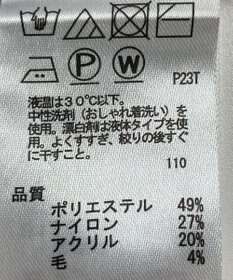 P W P23T
液温は30℃以下。
中性洗剤(おしゃれ着洗い)を
使用。漂白剤は液体タイプを使
用。よくすすぎ、絞りの後すぐ
に干すこと。
110
品質
ポリエステル 49%
ナイロン 27%
アクリル 20%
毛 4%